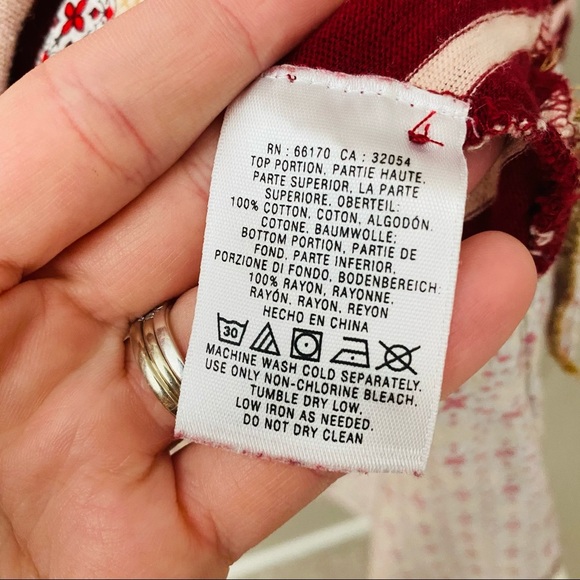 RN : 66170 CA : 32054
TOP PORTION, PARTIE HAUTE.
PARTE SUPERIOR, LA PARTE
SUPERIORE, OBERTEIL:
100% COTTON, COTON, ALGODÓN.
COTONE, BAUMWOLLE;
BOTTOM PORTION, PARTIE DE
FOND, PARTE INFERIOR,
PORZIONE DI FONDO, BODENBEREICH:
100% RAYON, RAYONNE,
RAYÓN, RAYON, REYON
HECHO EN CHINA
30
MACHINE WASH COLD SEPARATELY.
USE ONLY NON-CHLORINE BLEACH.
TUMBLE DRY LOW.
LOW IRON AS NEEDED.
DO NOT DRY CLEAN